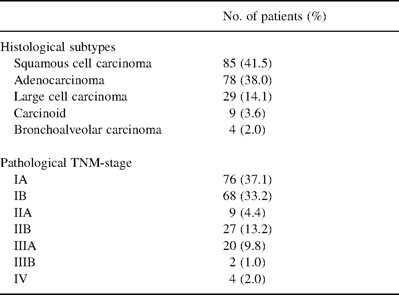 No. of patients (%)
Histological subtypes
Squamous cell carcinoma 85 (41.5)
Adenocarcinoma 78 (38.0)
Large cell carcinoma 29 (14.1)
Carcinoid 9 (3.6)
Bronchoalveolar carcinoma 4 (2.0)
Pathological TNM-stage
IA 76 (37.1)
IB 68 (33.2)
IIA 9 (4.4)
IIB 27 (13.2)
IIIA 20 (9.8)
IIIB 2 (1.0)
IV 4 (2.0)